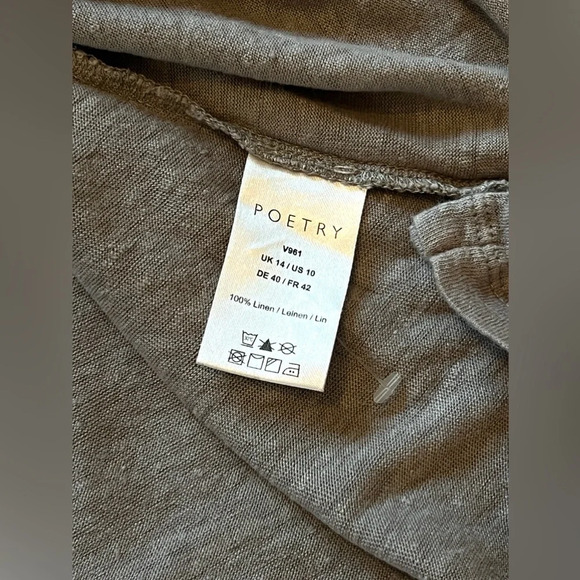 POETRY
V961
UK 14 / US 10
DE 40 / FR 42
100% Linen / Leinen / Lin